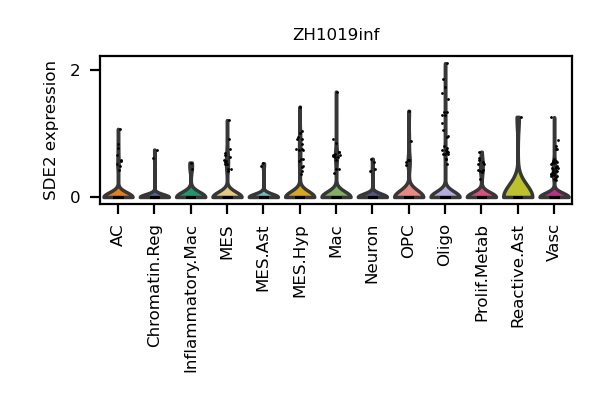 ZH1019inf
SDE2 expression
2
0
AC
Chromatin.Reg
Inflammatory.Mac
MES
MES.Ast
MES.Hyp
Mac
Neuron
OPC
Oligo
Prolif.Metab
Reactive.Ast
Vasc